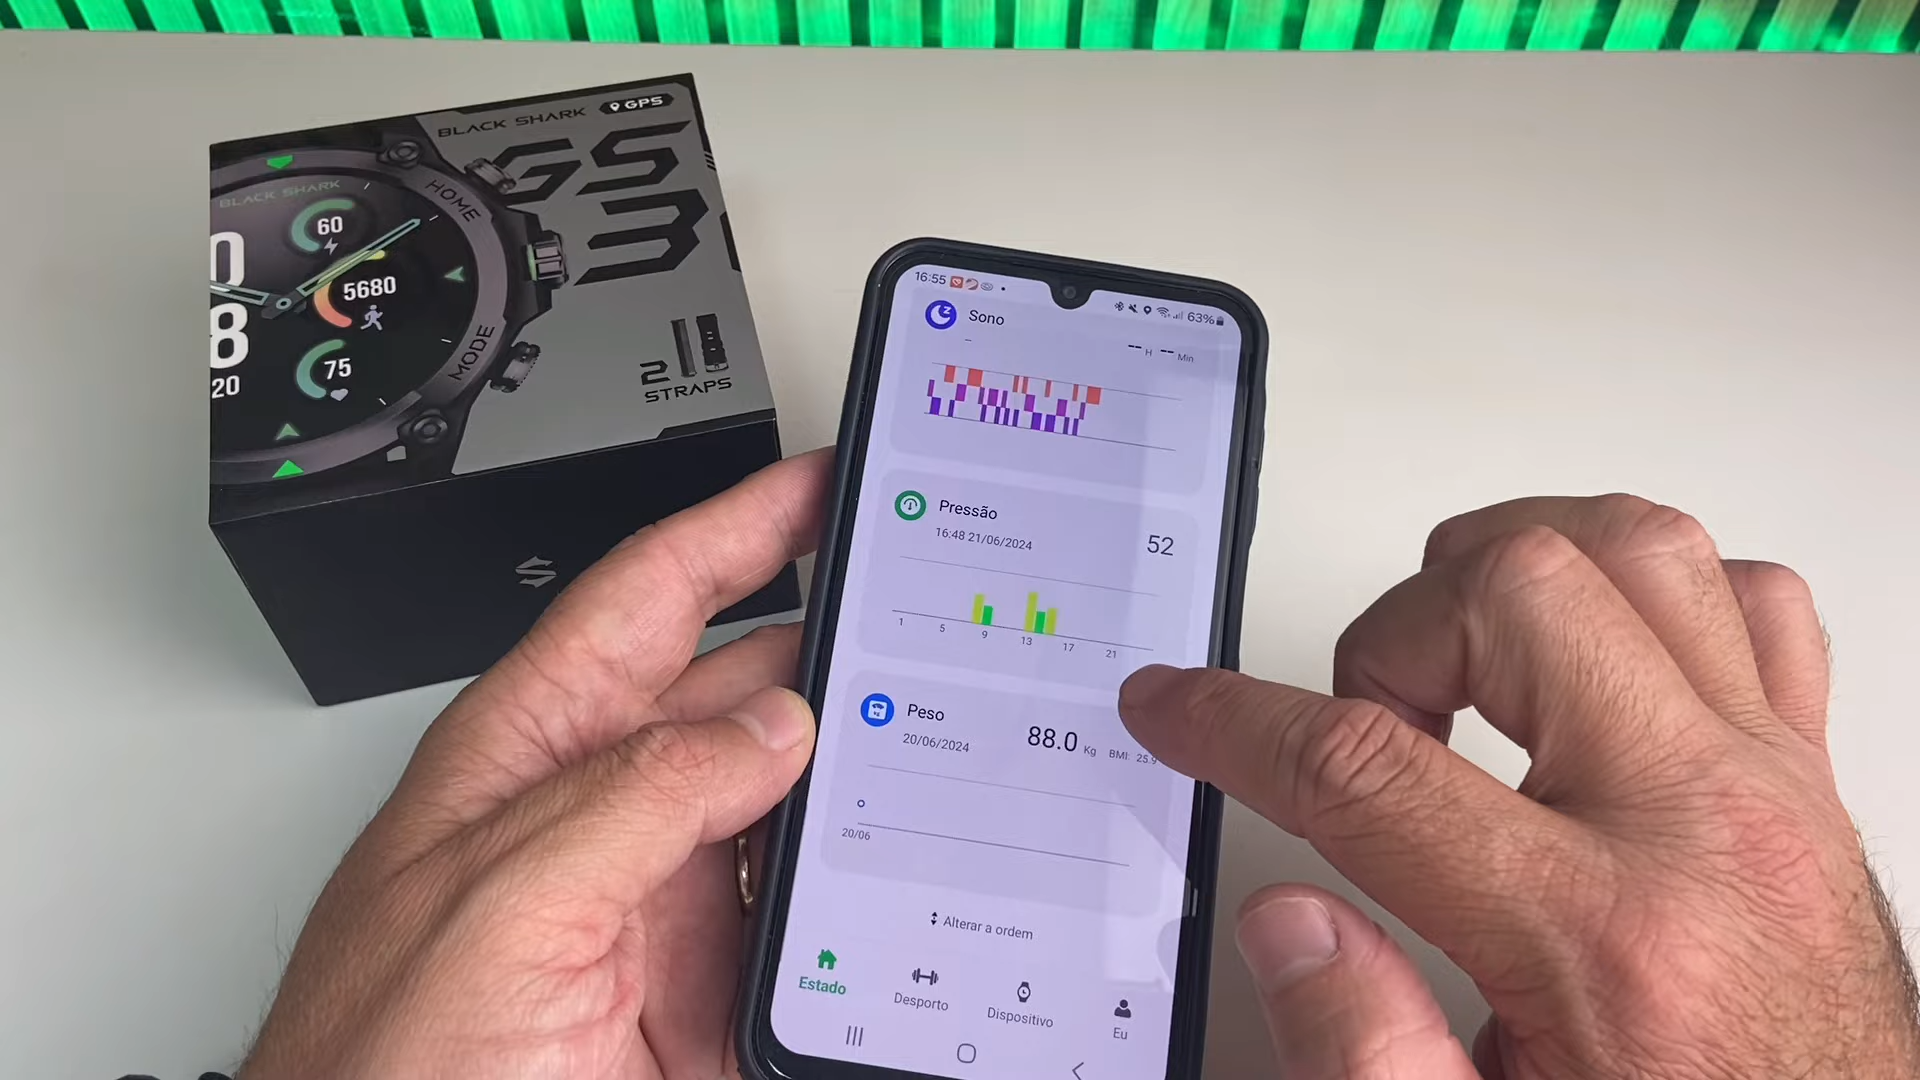 BLACK SHARK GPS
GS
3
BLACK SHARK
HOME
60
5680
75
20
MODE
2
STRAPS
16:55
63%
Sono
-- H -- Min
Pressão
16:48 21/06/2024
52
1 5 9 13 17 21
Peso
20/06/2024
88.0 Kg BMI: 25.9
20/06
Alterar a ordem
Estado
Desporto
Dispositivo
Eu